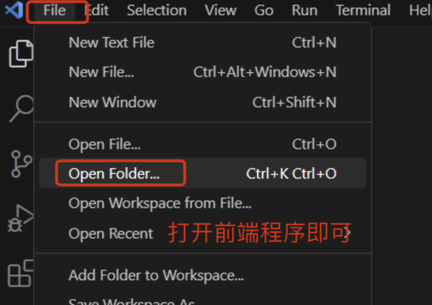 File Edit Selection View Go Run Terminal Hel
New Text File Ctrl+N
New File... Ctrl+Alt+Windows+N
New Window Ctrl+Shift+N
Open File... Ctrl+O
Open Folder... Ctrl+K Ctrl+O
Open Workspace from File...
Open Recent 打开前端程序即可
Add Folder to Workspace...
Save Workspace As